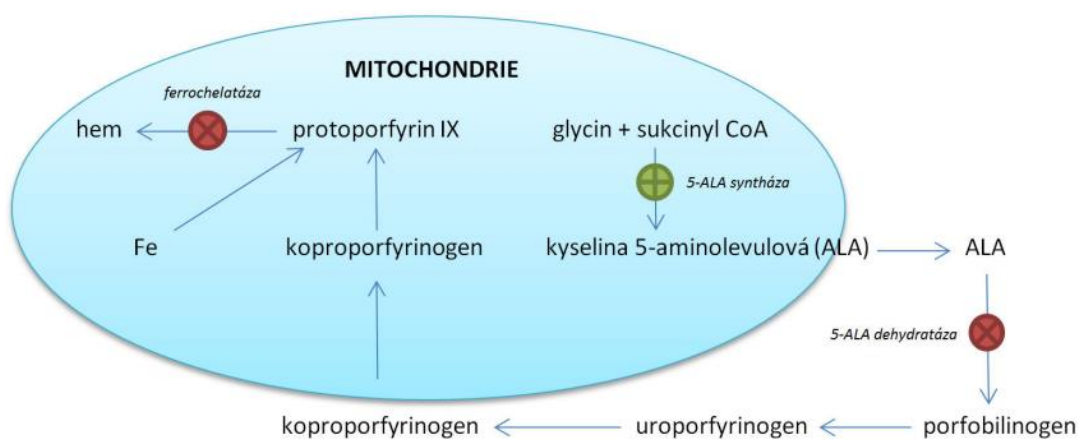 MITOCHONDRIE
ferrochelatáza
hem
protoporfyrin IX
glycin + sukcinyl CoA
5-ALA syntháza
Fe
koproporfyrinogen
kyselina 5-aminolevulová (ALA)
ALA
5-ALA dehydratáza
koproporfyrinogen
uroporfyrinogen
porfobilinogen